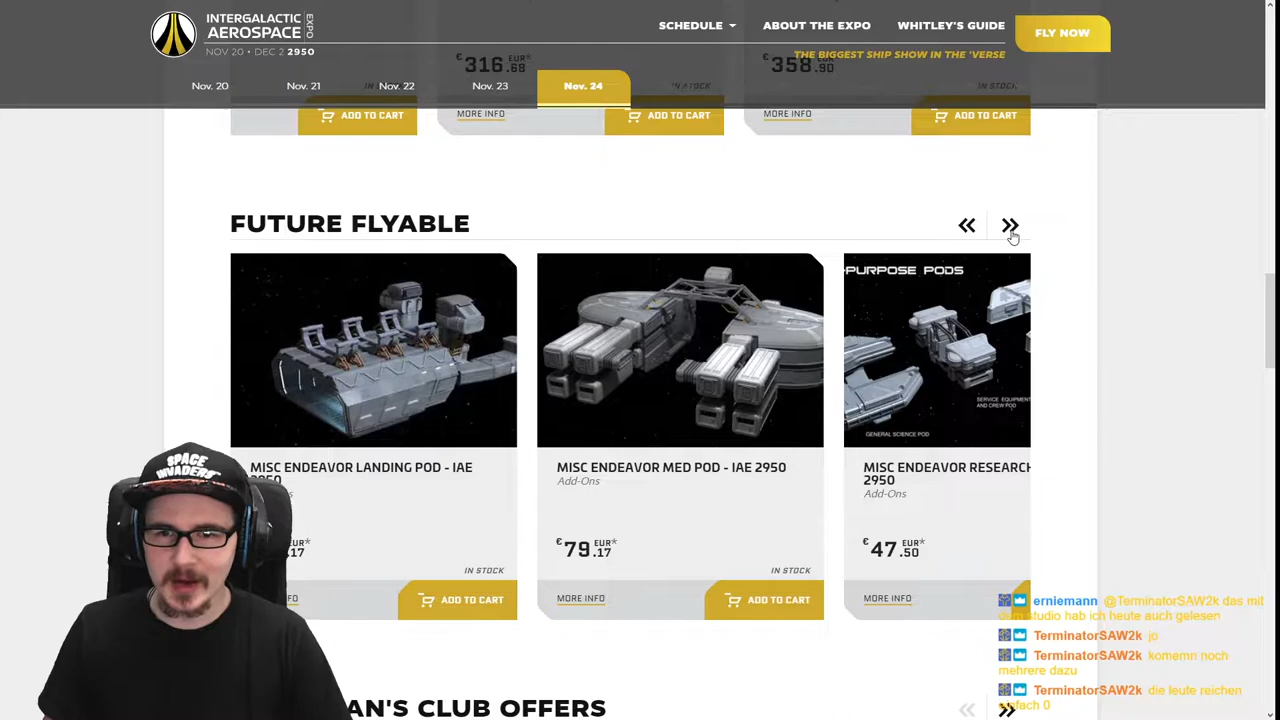 INTERGALACTIC
AEROSPACE
EXPO
NOV 20 • DEC 2 2950
SCHEDULE
ABOUT THE EXPO
WHITLEY'S GUIDE
FLY NOW
THE BIGGEST SHIP SHOW IN THE 'VERSE
Nov. 20
Nov. 21
Nov. 22
Nov. 23
Nov. 24
€ 316.68 EUR*
€ 358.90 EUR*
IN STOCK
IN STOCK
ADD TO CART
MORE INFO
ADD TO CART
MORE INFO
ADD TO CART
FUTURE FLYABLE
-PURPOSE PODS
SERVICE EQUIPMENT
AND CREW POD
GENERAL SCIENCE POD
MISC ENDEAVOR LANDING POD - IAE
2950
MISC ENDEAVOR MED POD - IAE 2950
Add-Ons
MISC ENDEAVOR RESEARCH
2950
Add-Ons
.17 EUR*
€ 79.17 EUR*
€ 47.50 EUR*
IN STOCK
IN STOCK
ADD TO CART
MORE INFO
ADD TO CART
MORE INFO
SPACE
INVADERS
AN'S CLUB OFFERS
erniemann @TerminatorSAW2k das mit
dem studio hab ich heute auch gelesen
TerminatorSAW2k jo
TerminatorSAW2k komemn noch
mehrere dazu
TerminatorSAW2k die leute reichen
einfach 0